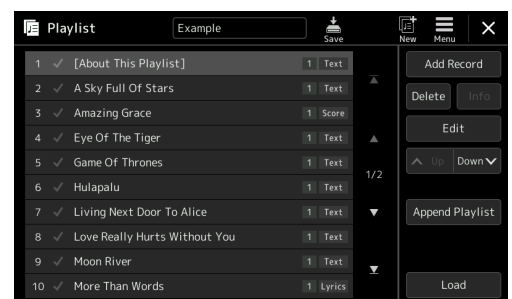 Playlist Example Save New Menu
1 [About This Playlist] 1 Text
2 A Sky Full Of Stars 1 Text
3 Amazing Grace 1 Score
4 Eye Of The Tiger 1 Text
5 Game Of Thrones 1 Text
6 Hulapalu 1 Text
7 Living Next Door To Alice 1 Text
8 Love Really Hurts Without You 1 Text
9 Moon River 1 Text
10 More Than Words 1 Lyrics
1/2
Add Record
Delete Info
Edit
Up Down
Append Playlist
Load